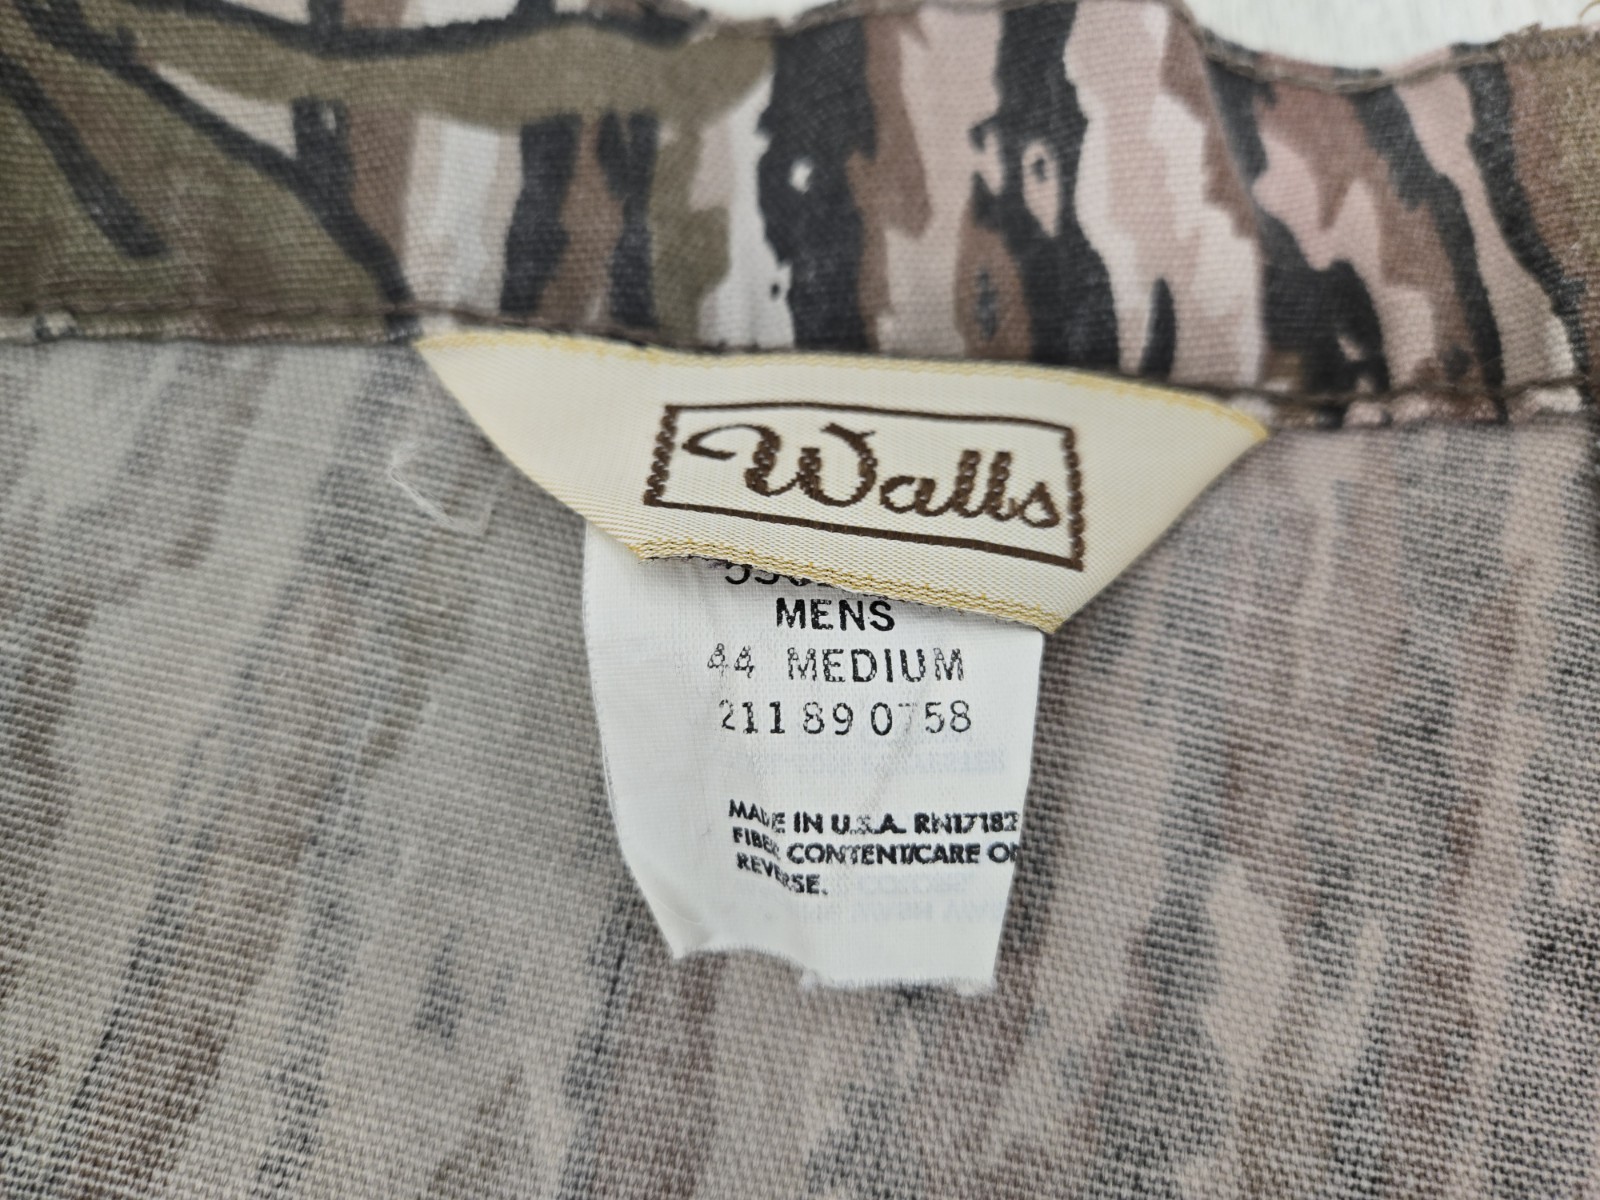 Walls
MENS
44 MEDIUM
211 89 0758
MADE IN U.S.A. RN17182
FIBER CONTENT/CARE ON
REVERSE.